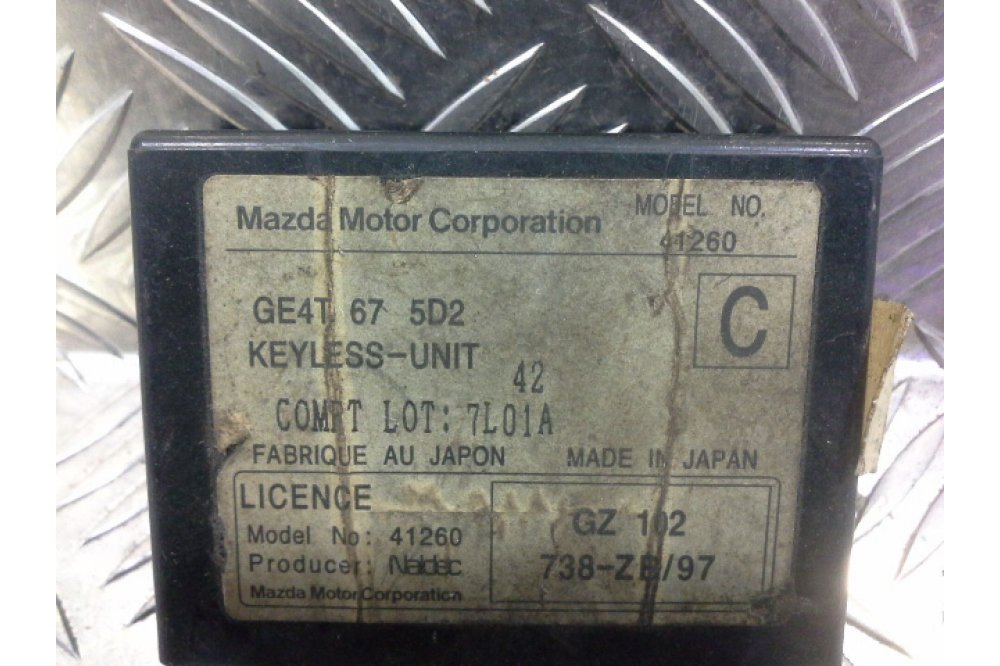 Mazda Motor Corporation MODEL NO.
41260
GE4T 67 5D2
C
KEYLESS-UNIT
42
COMPT LOT: 7L01A
FABRIQUE AU JAPON MADE IN JAPAN
LICENCE
Model No: 41260
Producer: Naldec
Mazda Motor Corporation
GZ 102
738-ZB/97